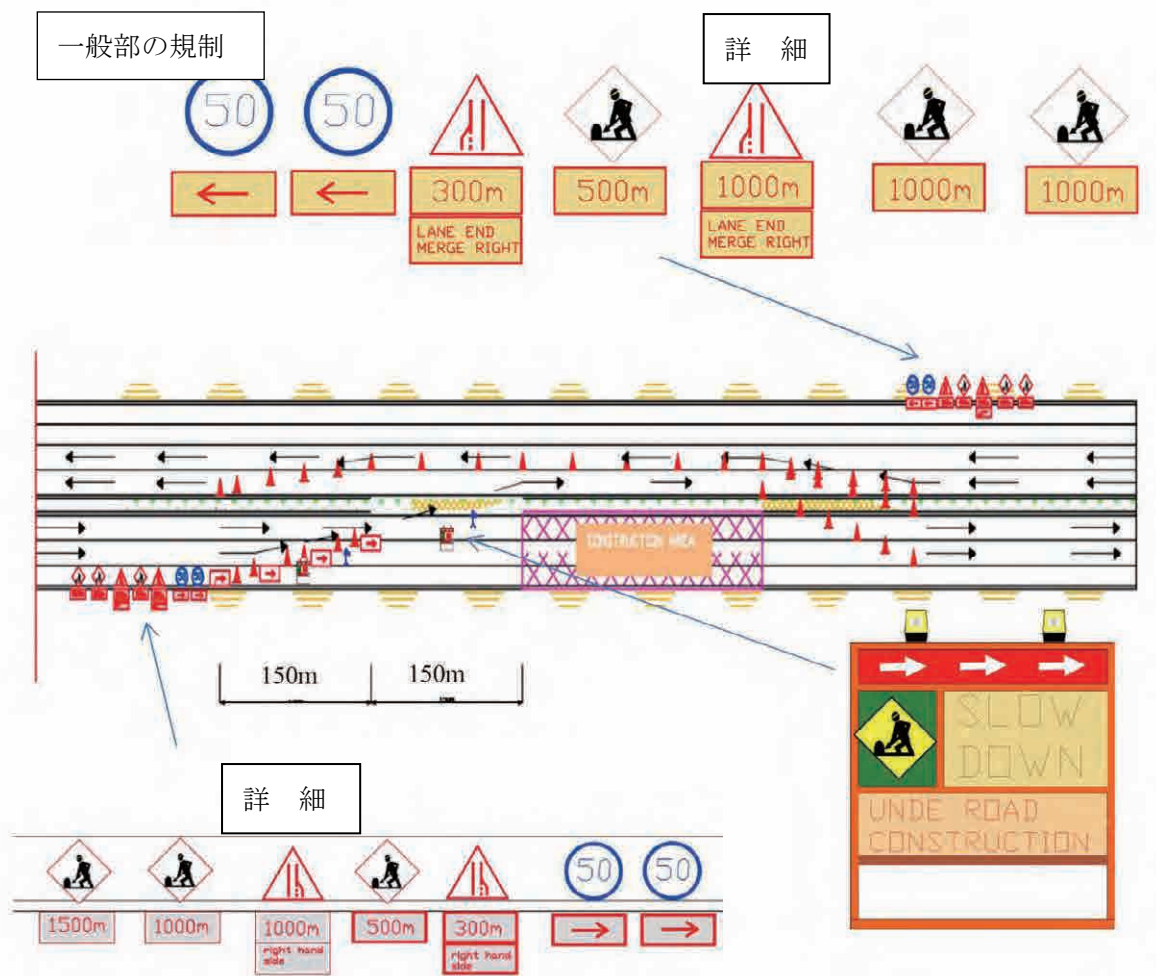 一般部の規制
詳 細
50
50
300m
LANE END
MERGE RIGHT
500m
1000m
LANE END
MERGE RIGHT
1000m
1000m
CONSTRUCTION AREA
150m
150m
SLOW
DOWN
UNDE ROAD
CONSTRUCTION
詳 細
1500m
1000m
1000m
right hand
side
500m
300m
right hand
side
50
50